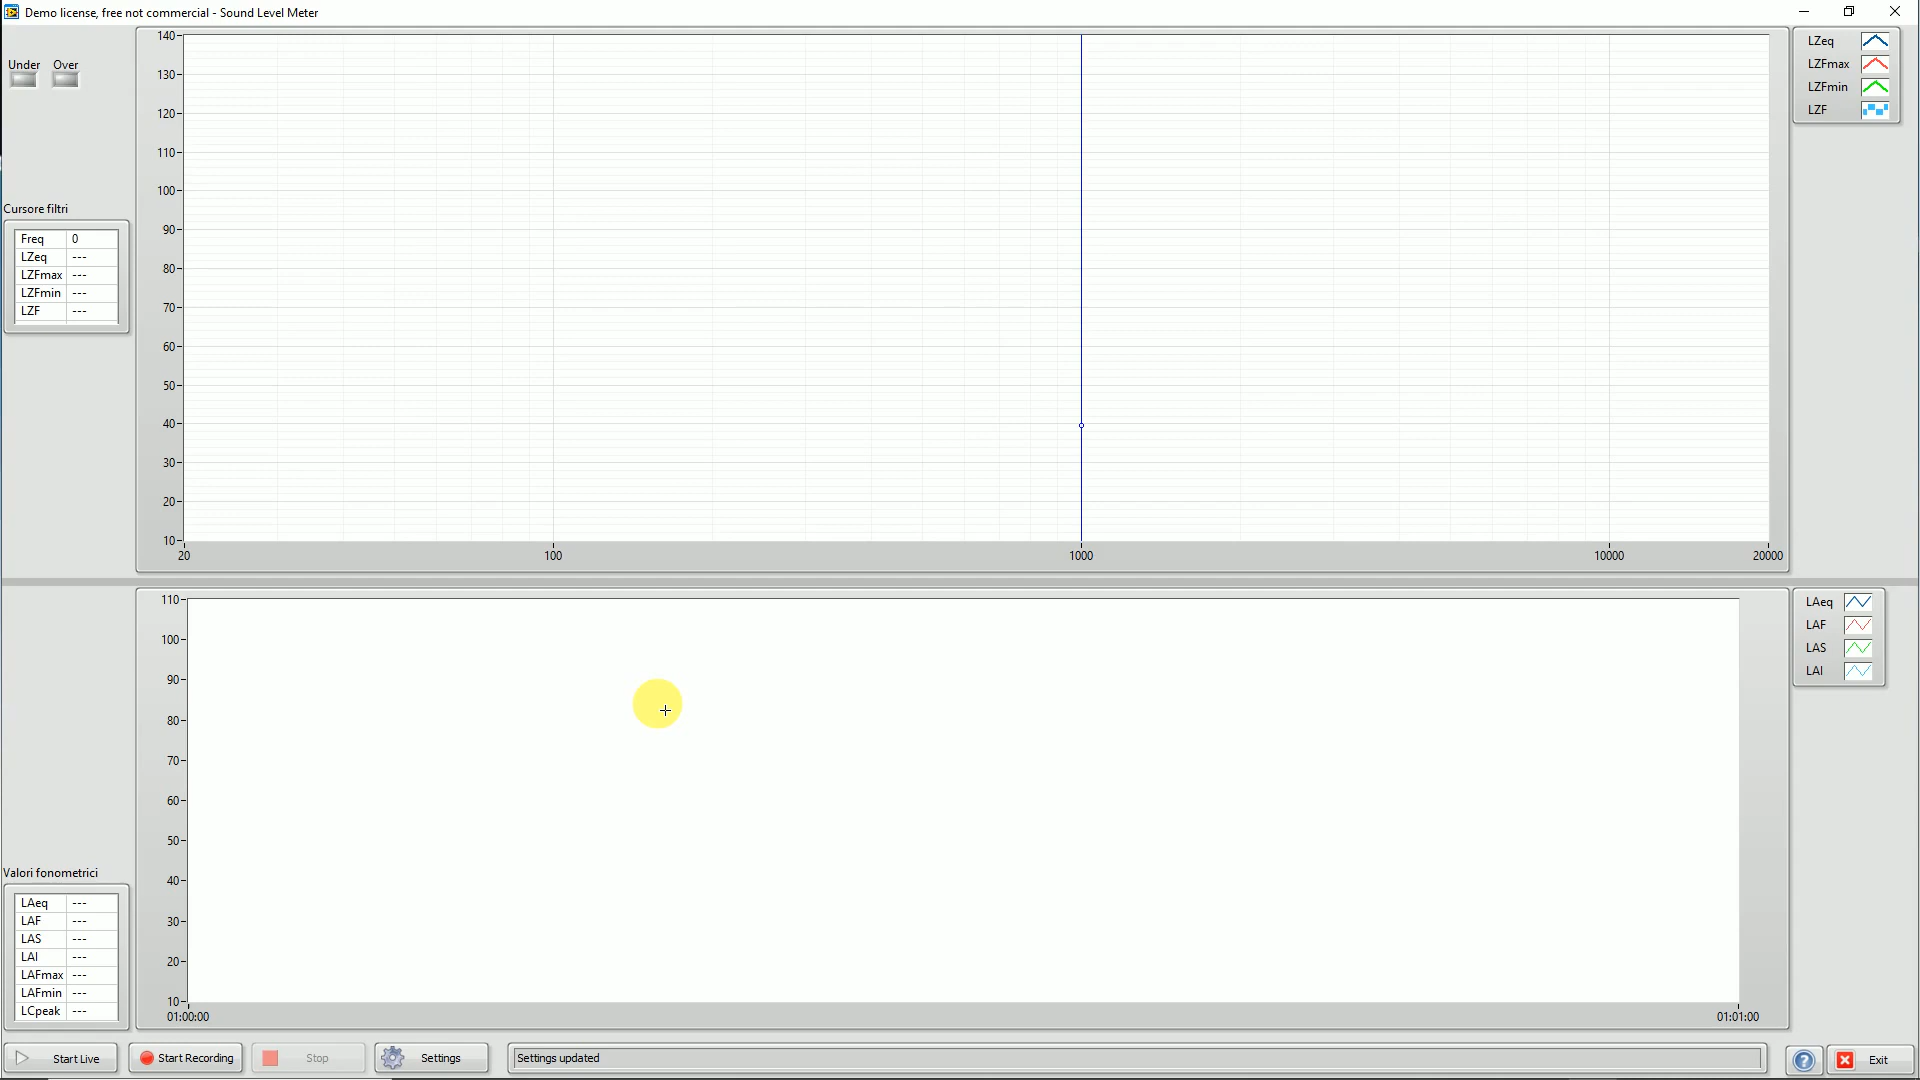 Demo license, free not commercial - Sound Level Meter
Under Over
Cursore filtri
Freq 0
LZeq ---
LZFmax ---
LZFmin ---
LZF ---
140
130
120
110
100
90
80
70
60
50
40
30
20
10
20 100 1000 10000 20000
LZeq
LZFmax
LZFmin
LZF
110
100
90
80
70
60
50
40
30
20
10
01:00:00 01:01:00
LAeq
LAF
LAS
LAI
Valori fonometrici
LAeq ---
LAF ---
LAS ---
LAI ---
LAFmax ---
LAFmin ---
LCpeak ---
Start Live Start Recording Stop Settings Settings updated ? Exit